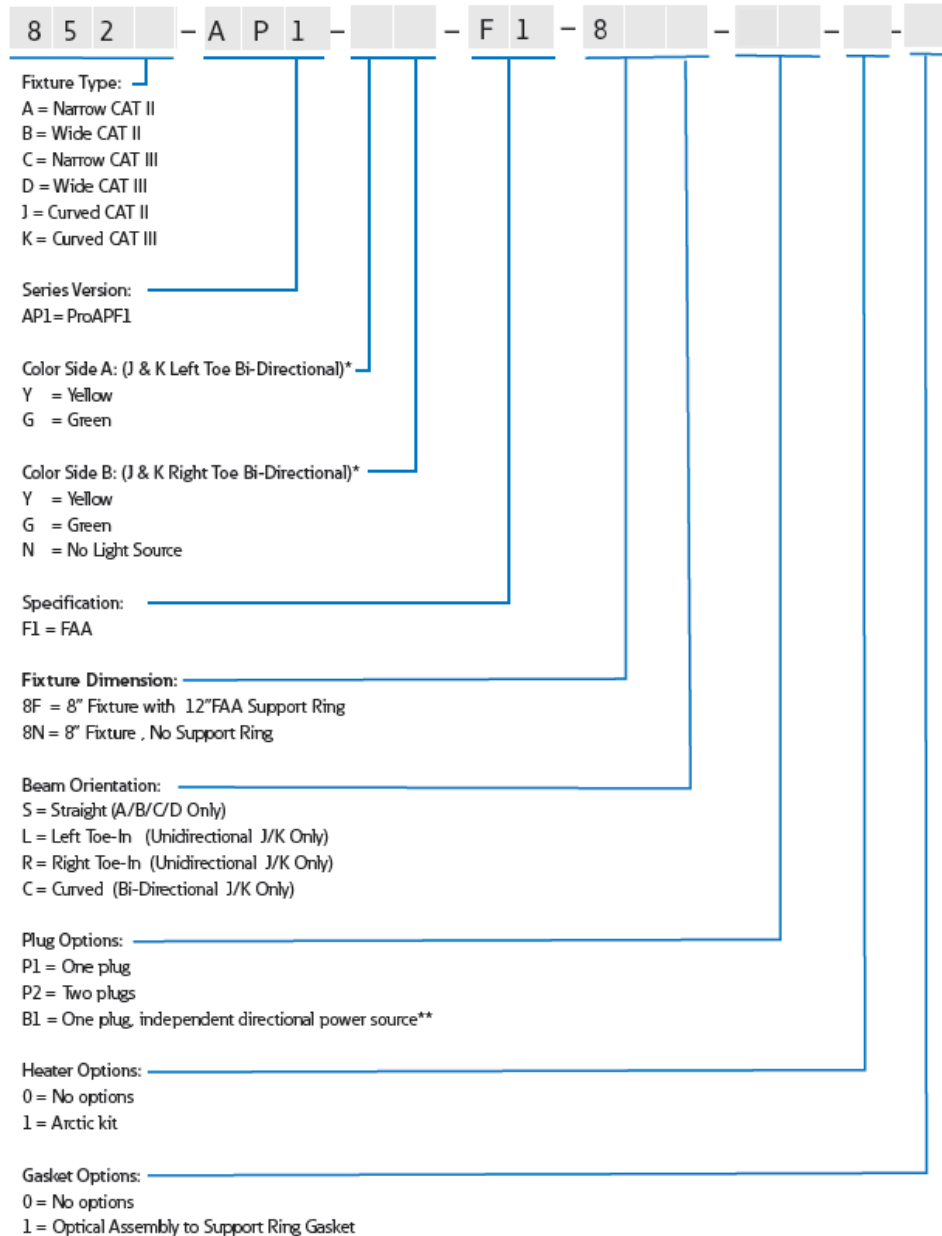 8 5 2 - A P 1 - - F 1 - 8 - - -
Fixture Type:
A = Narrow CAT II
B = Wide CAT II
C = Narrow CAT III
D = Wide CAT III
J = Curved CAT II
K = Curved CAT III
Series Version:
AP1= ProAPF1
Color Side A: (J & K Left Toe Bi-Directional)*
Y = Yellow
G = Green
Color Side B: (J & K Right Toe Bi-Directional)*
Y = Yellow
G = Green
N = No Light Source
Specification:
F1 = FAA
Fixture Dimension:
8F = 8" Fixture with 12"FAA Support Ring
8N = 8" Fixture , No Support Ring
Beam Orientation:
S = Straight (A/B/C/D Only)
L = Left Toe-In (Unidirectional J/K Only)
R = Right Toe-In (Unidirectional J/K Only)
C = Curved (Bi-Directional J/K Only)
Plug Options:
P1 = One plug
P2 = Two plugs
B1 = One plug, independent directional power source**
Heater Options:
0 = No options
1 = Arctic kit
Gasket Options:
0 = No options
1 = Optical Assembly to Support Ring Gasket